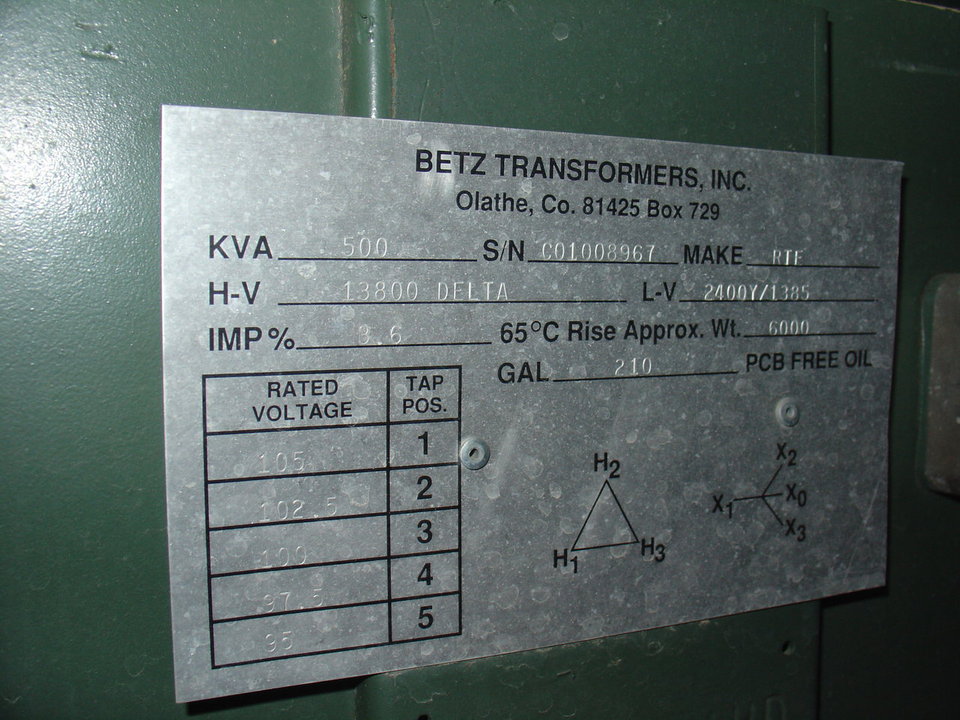 BETZ TRANSFORMERS, INC.
Olathe, Co. 81425 Box 729
KVA 500 S/N C01008967 MAKE RTE
H-V 13800 DELTA L-V 2400Y/1385
IMP % 3.6 65°C Rise Approx. Wt. 6000
GAL 210 PCB FREE OIL
RATED VOLTAGE TAP POS.
105 1
102.5 2
100 3
97.5 4
95 5
H2
H1 H3
X2
X1 X0
X3